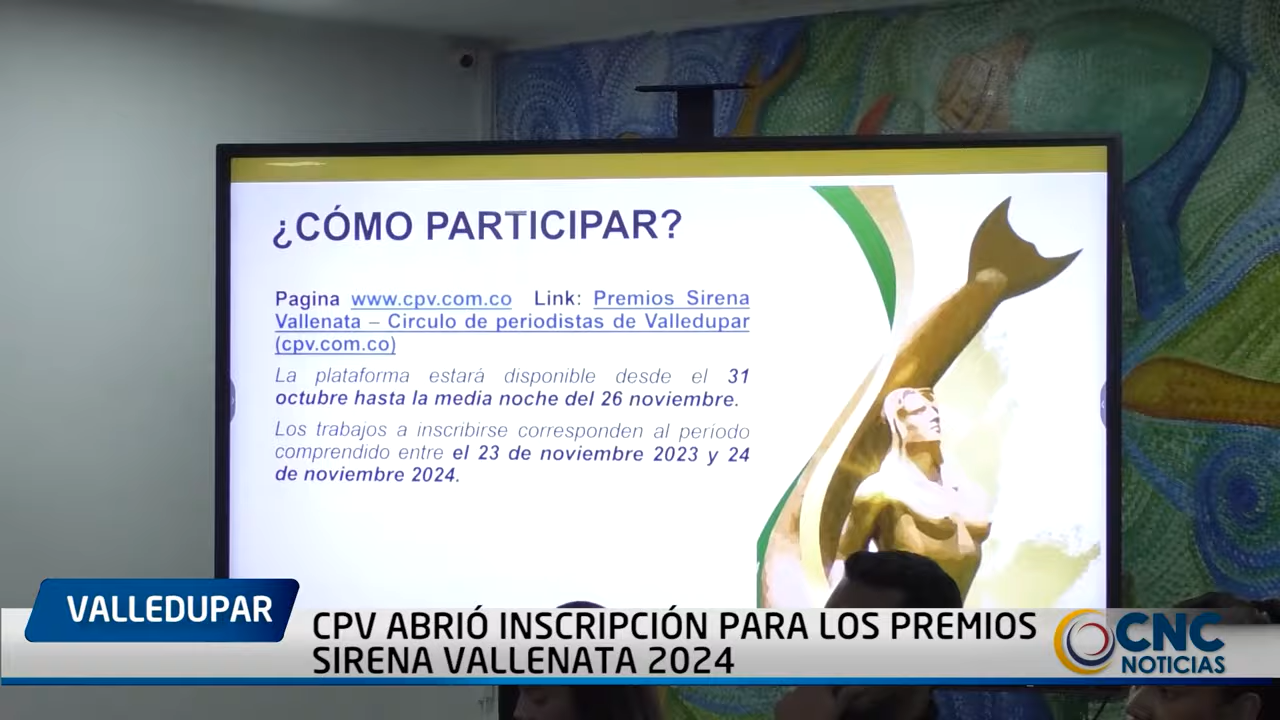 ¿CÓMO PARTICIPAR?
Pagina www.cpv.com.co Link: Premios Sirena
Vallenata – Circulo de periodistas de Valledupar
(cpv.com.co)
La plataforma estará disponible desde el 31
octubre hasta la media noche del 26 noviembre.
Los trabajos a inscribirse corresponden al periodo
comprendido entre el 23 de noviembre 2023 y 24
de noviembre 2024.
VALLEDUPAR
CPV ABRIÓ INSCRIPCIÓN PARA LOS PREMIOS
SIRENA VALLENATA 2024
CNC
NOTICIAS